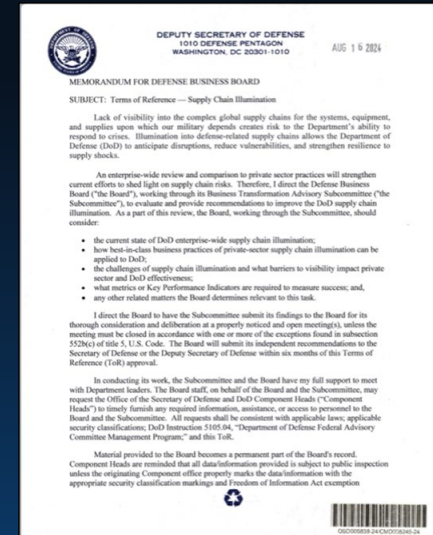 DEPUTY SECRETARY OF DEFENSE
1010 DEFENSE PENTAGON
WASHINGTON, DC 20301-1010
AUG 16 2024
MEMORANDUM FOR DEFENSE BUSINESS BOARD
SUBJECT: Terms of Reference — Supply Chain Illumination
Lack of visibility into the complex global supply chains for the systems, equipment,
and supplies upon which our military depends creates risk to the Department's ability to
respond to crises. Illumination into defense-related supply chains allows the Department of
Defense (DoD) to anticipate disruptions, reduce vulnerabilities, and strengthen resilience to
supply shocks.
An enterprise-wide review and comparison to private sector practices will strengthen
current efforts to shed light on supply chain risks. Therefore, I direct the Defense Business
Board ("the Board"), working through its Business Transformation Advisory Subcommittee ("the
Subcommittee"), to evaluate and provide recommendations to improve the DoD supply chain
illumination. As a part of this review, the Board, working through the Subcommittee, should
consider:
• the current state of DoD enterprise-wide supply chain illumination;
• how best-in-class business practices of private-sector supply chain illumination can be
applied to DoD;
• the challenges of supply chain illumination and what barriers to visibility impact private
sector and DoD effectiveness;
• what metrics or Key Performance Indicators are required to measure success; and,
• any other related matters the Board determines relevant to this task.
I direct the Board to have the Subcommittee submit its findings to the Board for its
thorough consideration and deliberation at a properly noticed and open meeting(s), unless the
meeting must be closed in accordance with one or more of the exceptions found in subsection
552b(c) of title 5, U.S. Code. The Board will submit its independent recommendations to the
Secretary of Defense or the Deputy Secretary of Defense within six months of this Terms of
Reference (ToR) approval.
In conducting its work, the Subcommittee and the Board have my full support to meet
with Department leaders. The Board staff, on behalf of the Board and the Subcommittee, may
request the Office of the Secretary of Defense and DoD Component Heads ("Component
Heads") to timely furnish any required information, assistance, or access to personnel to the
Board and the Subcommittee. All requests shall be consistent with applicable laws; applicable
security classifications; DoD Instruction 5105.04, "Department of Defense Federal Advisory
Committee Management Program;" and this ToR.
Material provided to the Board becomes a permanent part of the Board's record.
Component Heads are reminded that all data/information provided is subject to public inspection
unless the originating Component office properly marks the data/information with the
appropriate security classification markings and Freedom of Information Act exemption